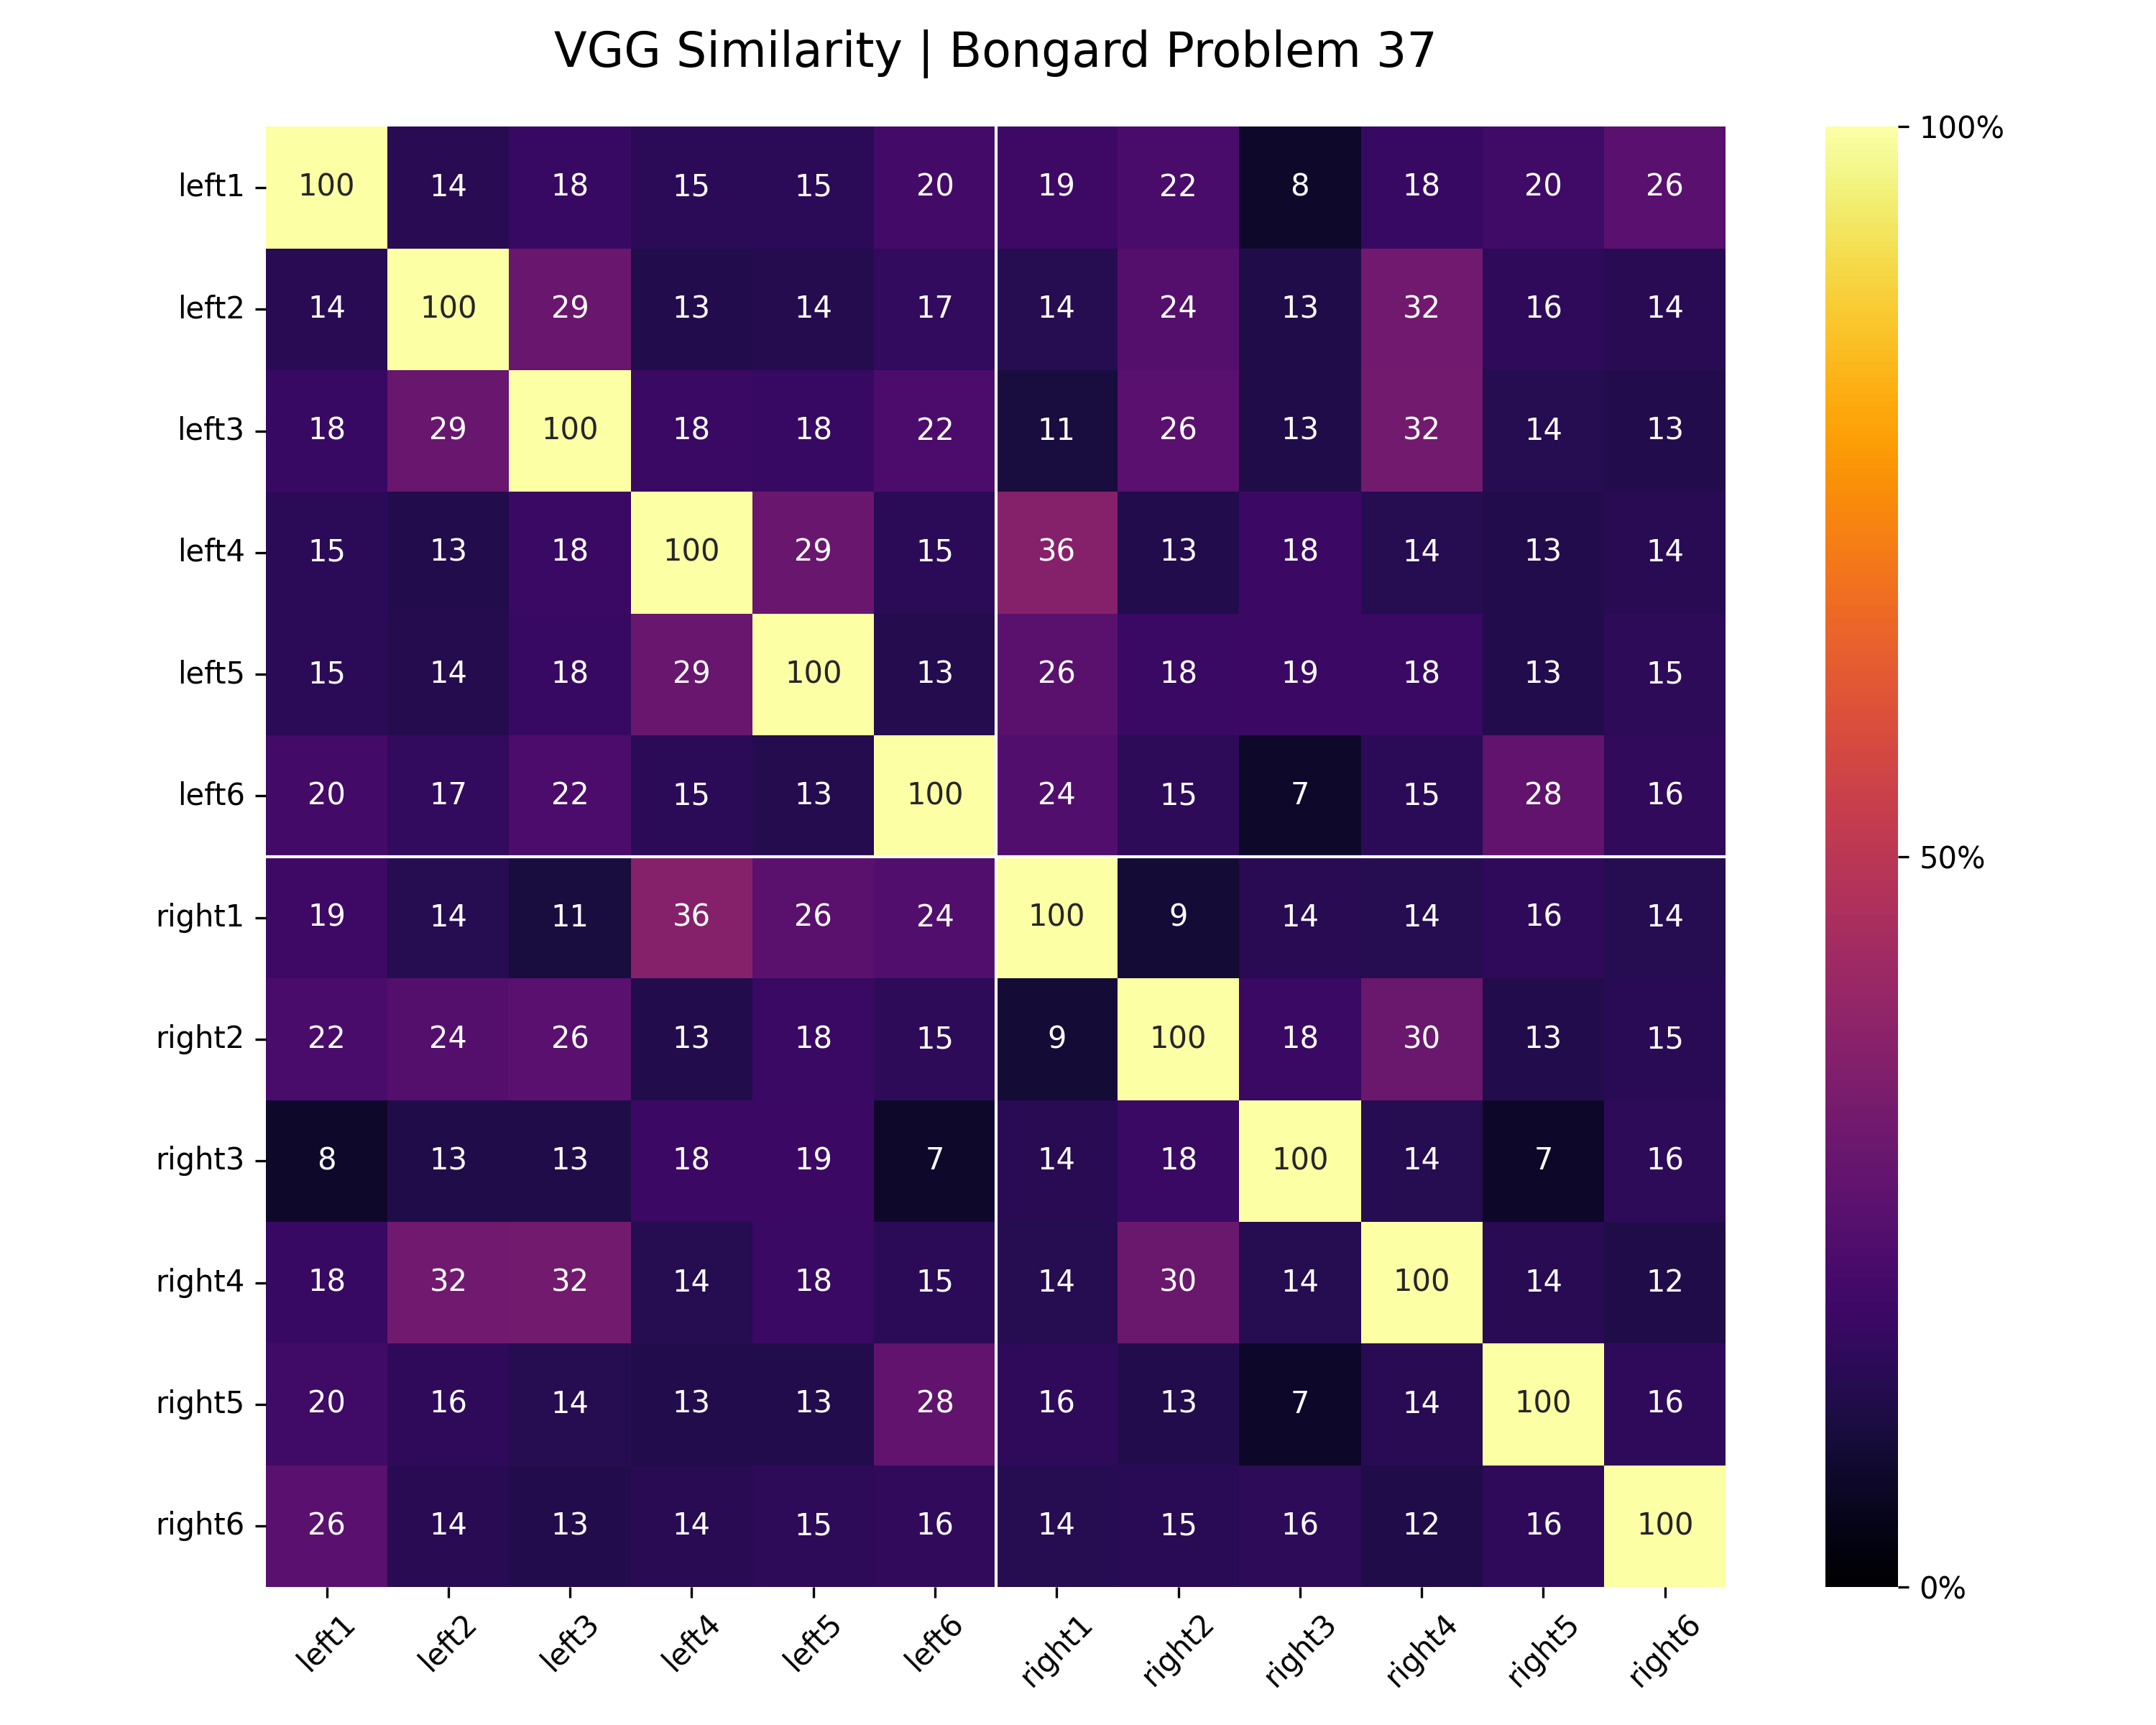 VGG Similarity | Bongard Problem 37
left1 100 14 18 15 15 20 19 22 8 18 20 26
left2 14 100 29 13 14 17 14 24 13 32 16 14
left3 18 29 100 18 18 22 11 26 13 32 14 13
left4 15 13 18 100 29 15 36 13 18 14 13 14
left5 15 14 18 29 100 13 26 18 19 18 13 15
left6 20 17 22 15 13 100 24 15 7 15 28 16
right1 19 14 11 36 26 24 100 9 14 14 16 14
right2 22 24 26 13 18 15 9 100 18 30 13 15
right3 8 13 13 18 19 7 14 18 100 14 7 16
right4 18 32 32 14 18 15 14 30 14 100 14 12
right5 20 16 14 13 13 28 16 13 7 14 100 16
right6 26 14 13 14 15 16 14 15 16 12 16 100
left1 left2 left3 left4 left5 left6 right1 right2 right3 right4 right5 right6
100%
50%
0%